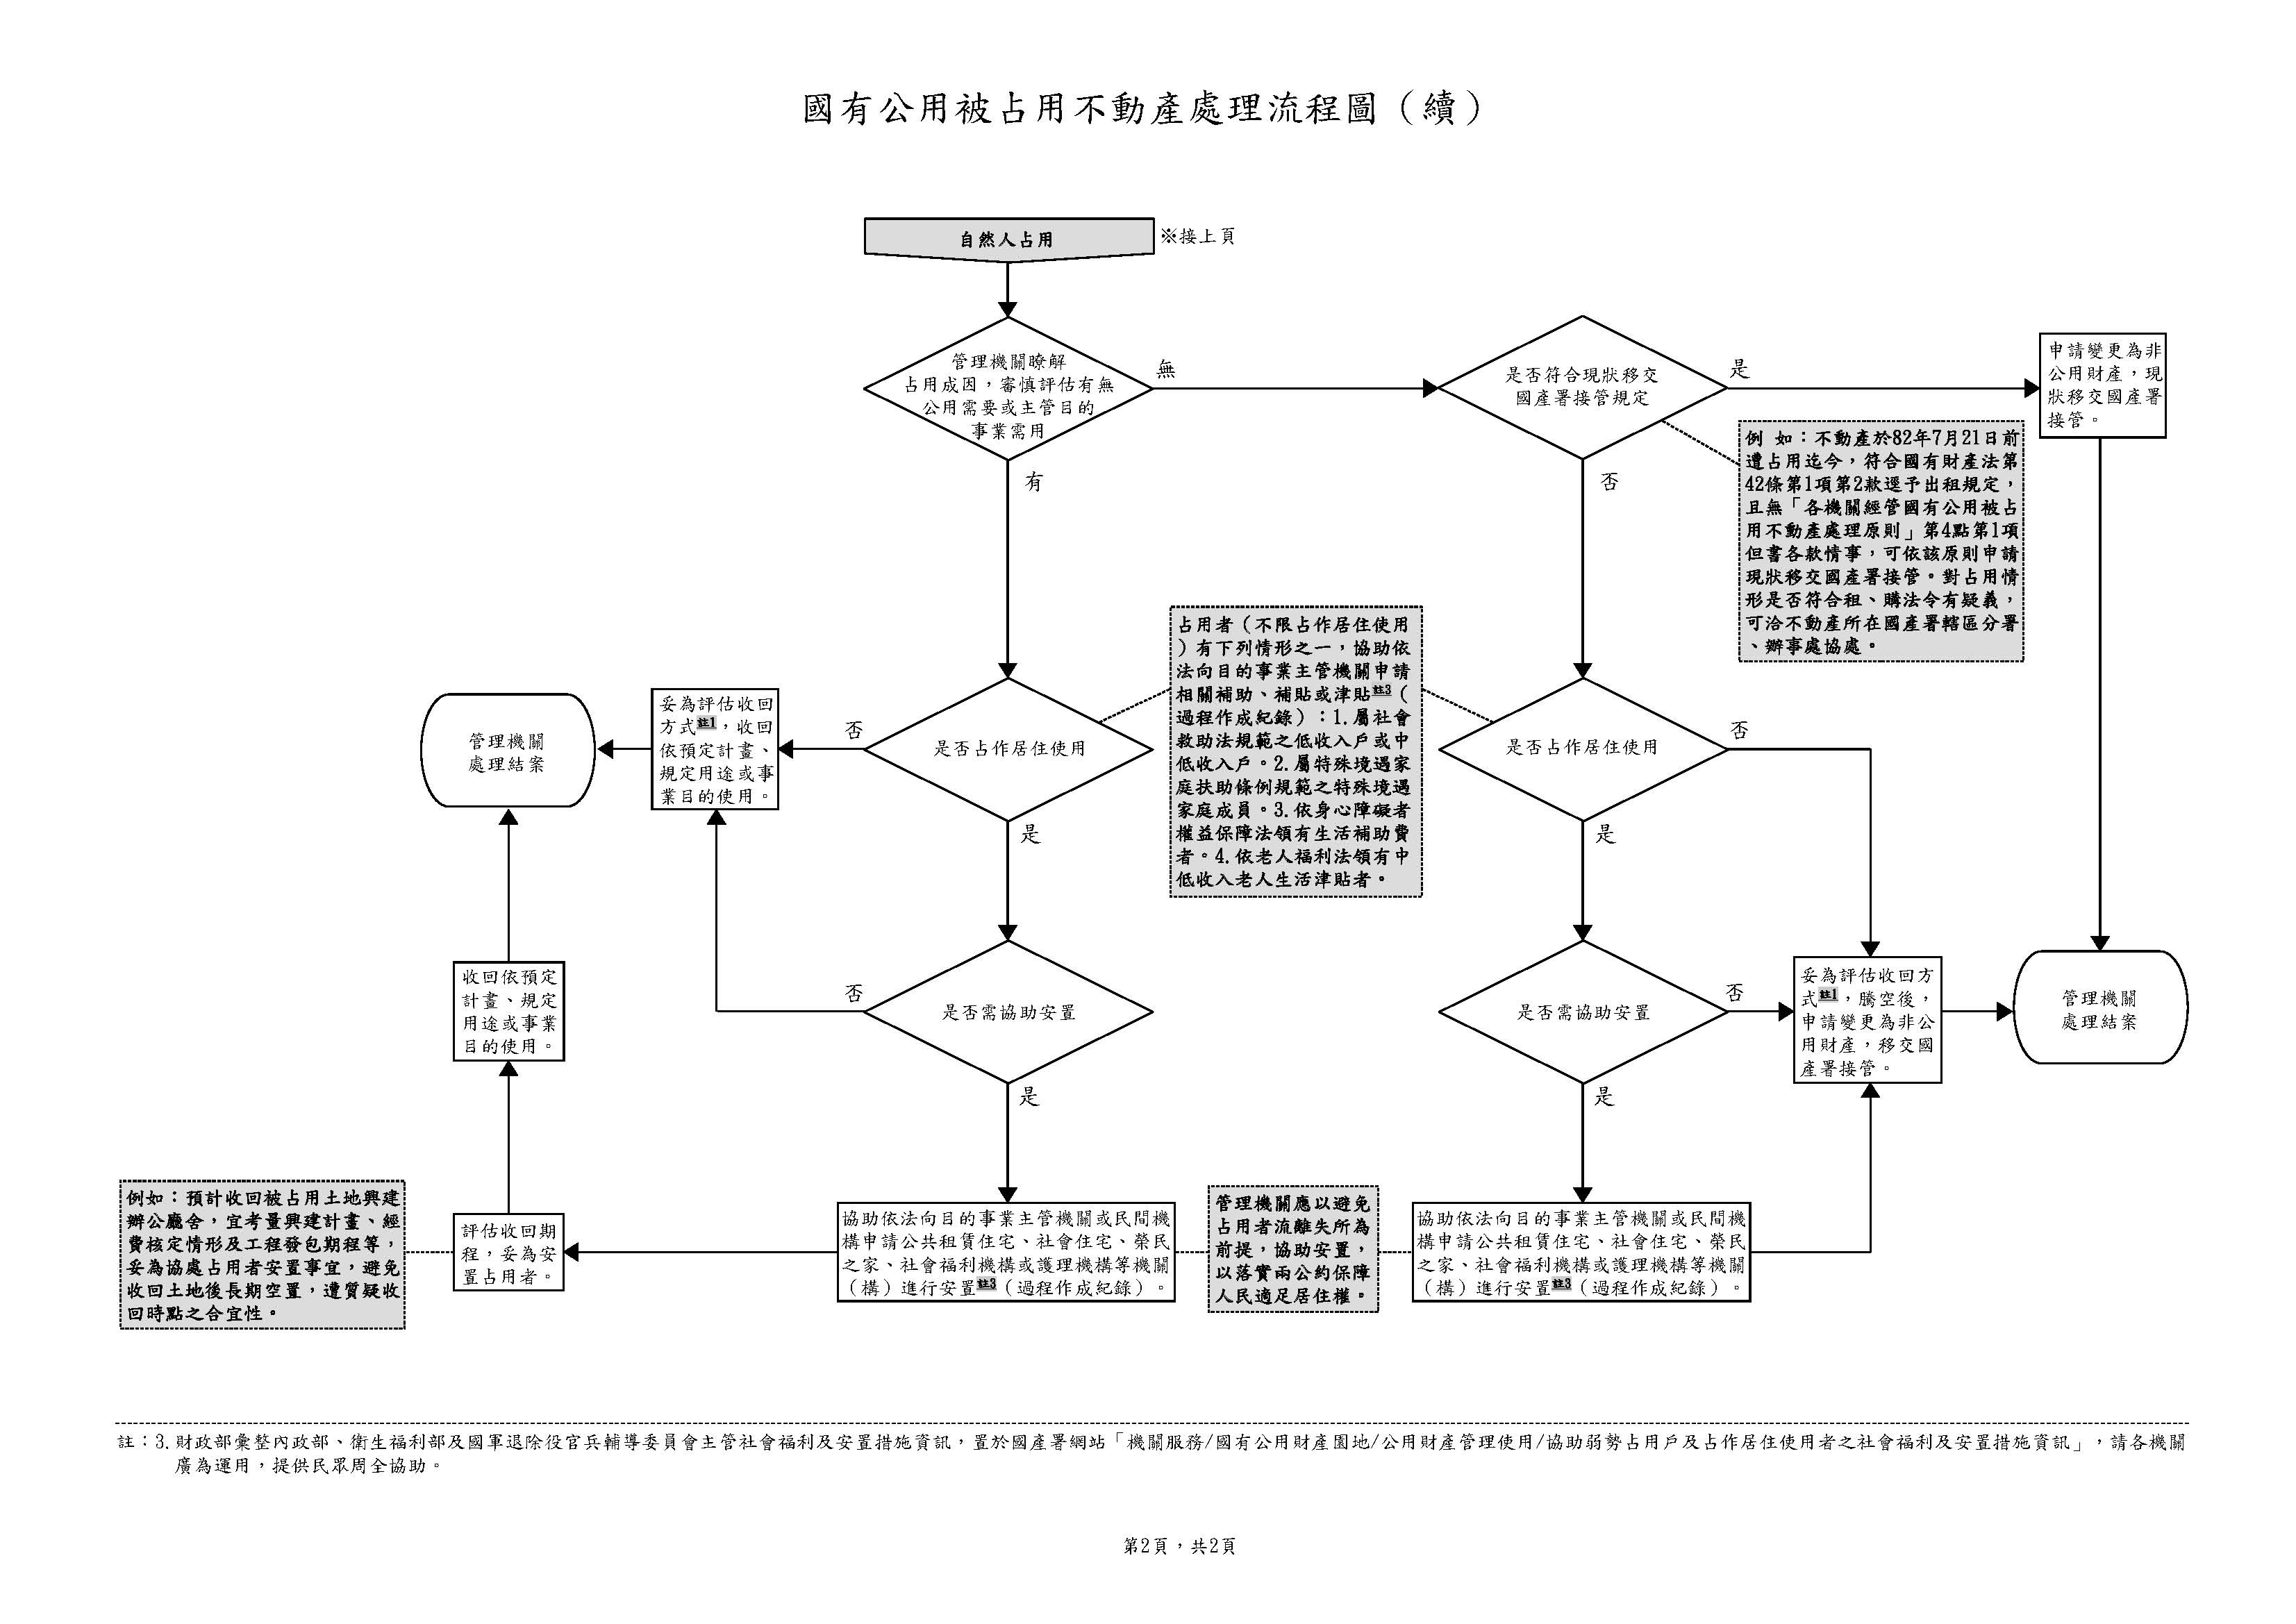 國有公用被占用不動產處理流程圖（續）
自然人占用
※接上頁
管理機關瞭解
占用成因，審慎評估有無
公用需要或主管目的
事業需用
無
有
是否符合現狀移交
國產署接管規定
是
否
申請變更為非
公用財產，現
狀移交國產署
接管。
例 如：不動產於82年7月21日前
遭占用迄今，符合國有財產法第
42條第1項第2款逕予出租規定，
且無「各機關經管國有公用被占
用不動產處理原則」第4點第1項
但書各款情事，可依該原則申請
現狀移交國產署接管。對占用情
形是否符合租、購法令有疑義，
可洽不動產所在國產署轄區分署
、辦事處協處。
占用者（不限占作居住使用
）有下列情形之一，協助依
法向目的事業主管機關申請
相關補助、補貼或津貼註3（
過程作成紀錄）：1.屬社會
救助法規範之低收入戶或中
低收入戶。2.屬特殊境遇家
庭扶助條例規範之特殊境遇
家庭成員。3.依身心障礙者
權益保障法領有生活補助費
者。4.依老人福利法領有中
低收入老人生活津貼者。
管理機關
處理結案
妥為評估收回
方式註1，收回
依預定計畫、
規定用途或事
業目的使用。
否
是否占作居住使用
是
是否占作居住使用
否
是
收回依預定
計畫、規定
用途或事業
目的使用。
否
是否需協助安置
是
是否需協助安置
否
是
妥為評估收回方
式註1，騰空後，
申請變更為非公
用財產，移交國
產署接管。
管理機關
處理結案
例如：預計收回被占用土地興建
辦公廳舍，宜考量興建計畫、經
費核定情形及工程發包期程等，
妥為協處占用者安置事宜，避免
收回土地後長期空置，遭質疑收
回時點之合宜性。
評估收回期
程，妥為安
置占用者。
協助依法向目的事業主管機關或民間機
構申請公共租賃住宅、社會住宅、榮民
之家、社會福利機構或護理機構等機關
（構）進行安置註3（過程作成紀錄）。
管理機關應以避免
占用者流離失所為
前提，協助安置，
以落實兩公約保障
人民適足居住權。
協助依法向目的事業主管機關或民間機
構申請公共租賃住宅、社會住宅、榮民
之家、社會福利機構或護理機構等機關
（構）進行安置註3（過程作成紀錄）。
註：3.財政部彙整內政部、衛生福利部及國軍退除役官兵輔導委員會主管社會福利及安置措施資訊，置於國產署網站「機關服務/國有公用財產園地/公用財產管理使用/協助弱勢占用戶及占作居住使用者之社會福利及安置措施資訊」，請各機關
廣為運用，提供民眾周全協助。
第2頁，共2頁